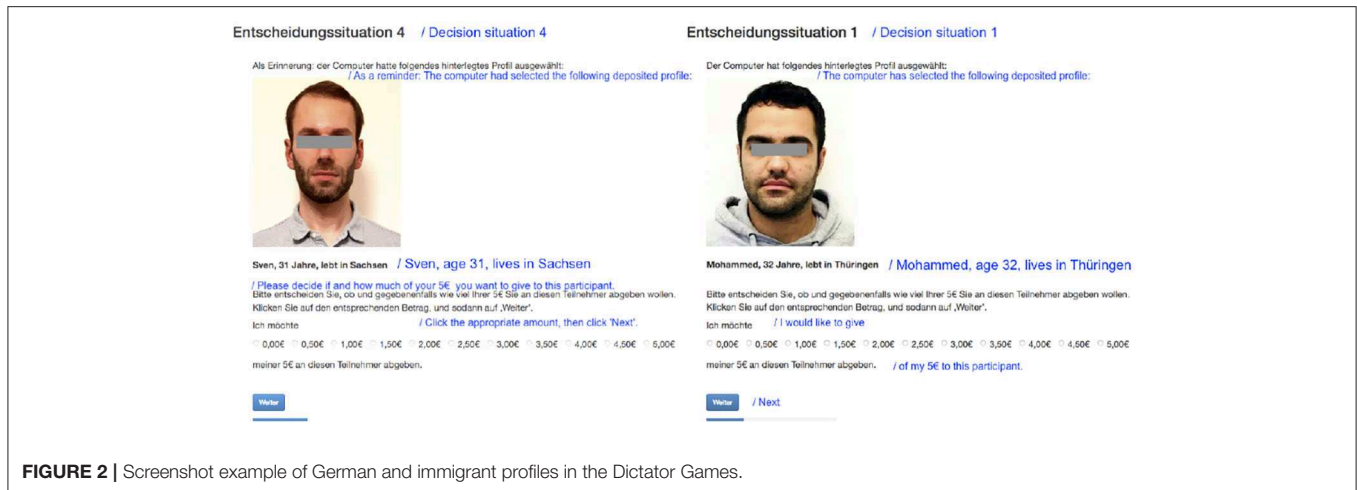 Entscheidungssituation 4 / Decision situation 4
Als Erinnerung: der Computer hatte folgendes hinterlegtes Profil ausgewählt:
/ As a reminder: The computer had selected the following deposited profile:
Sven, 31 Jahre, lebt in Sachsen / Sven, age 31, lives in Sachsen
/ Please decide if and how much of your 5€ you want to give to this participant.
Bitte entscheiden Sie, ob und gegebenenfalls wie viel Ihrer 5€ Sie an diesen Teilnehmer abgeben wollen.
Klicken Sie auf den entsprechenden Betrag, und sodann auf ‚Weiter'.
/ Click the appropriate amount, then click 'Next'.
Ich möchte
0,00€ 0,50€ 1,00€ 1,50€ 2,00€ 2,50€ 3,00€ 3,50€ 4,00€ 4,50€ 5,00€
meiner 5€ an diesen Teilnehmer abgeben.
Weiter
Entscheidungssituation 1 / Decision situation 1
Der Computer hat folgendes hinterlegtes Profil ausgewählt:
/ The computer has selected the following deposited profile:
Mohammed, 32 Jahre, lebt in Thüringen / Mohammed, age 32, lives in Thüringen
Bitte entscheiden Sie, ob und gegebenenfalls wie viel Ihrer 5€ Sie an diesen Teilnehmer abgeben wollen.
Klicken Sie auf den entsprechenden Betrag, und sodann auf ‚Weiter'.
Ich möchte / I would like to give
0,00€ 0,50€ 1,00€ 1,50€ 2,00€ 2,50€ 3,00€ 3,50€ 4,00€ 4,50€ 5,00€
meiner 5€ an diesen Teilnehmer abgeben. / of my 5€ to this participant.
Weiter / Next
FIGURE 2 | Screenshot example of German and immigrant profiles in the Dictator Games.